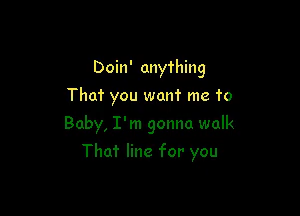 Doin' anything
That you want me to
Baby, I'm gonna walk
That line for you